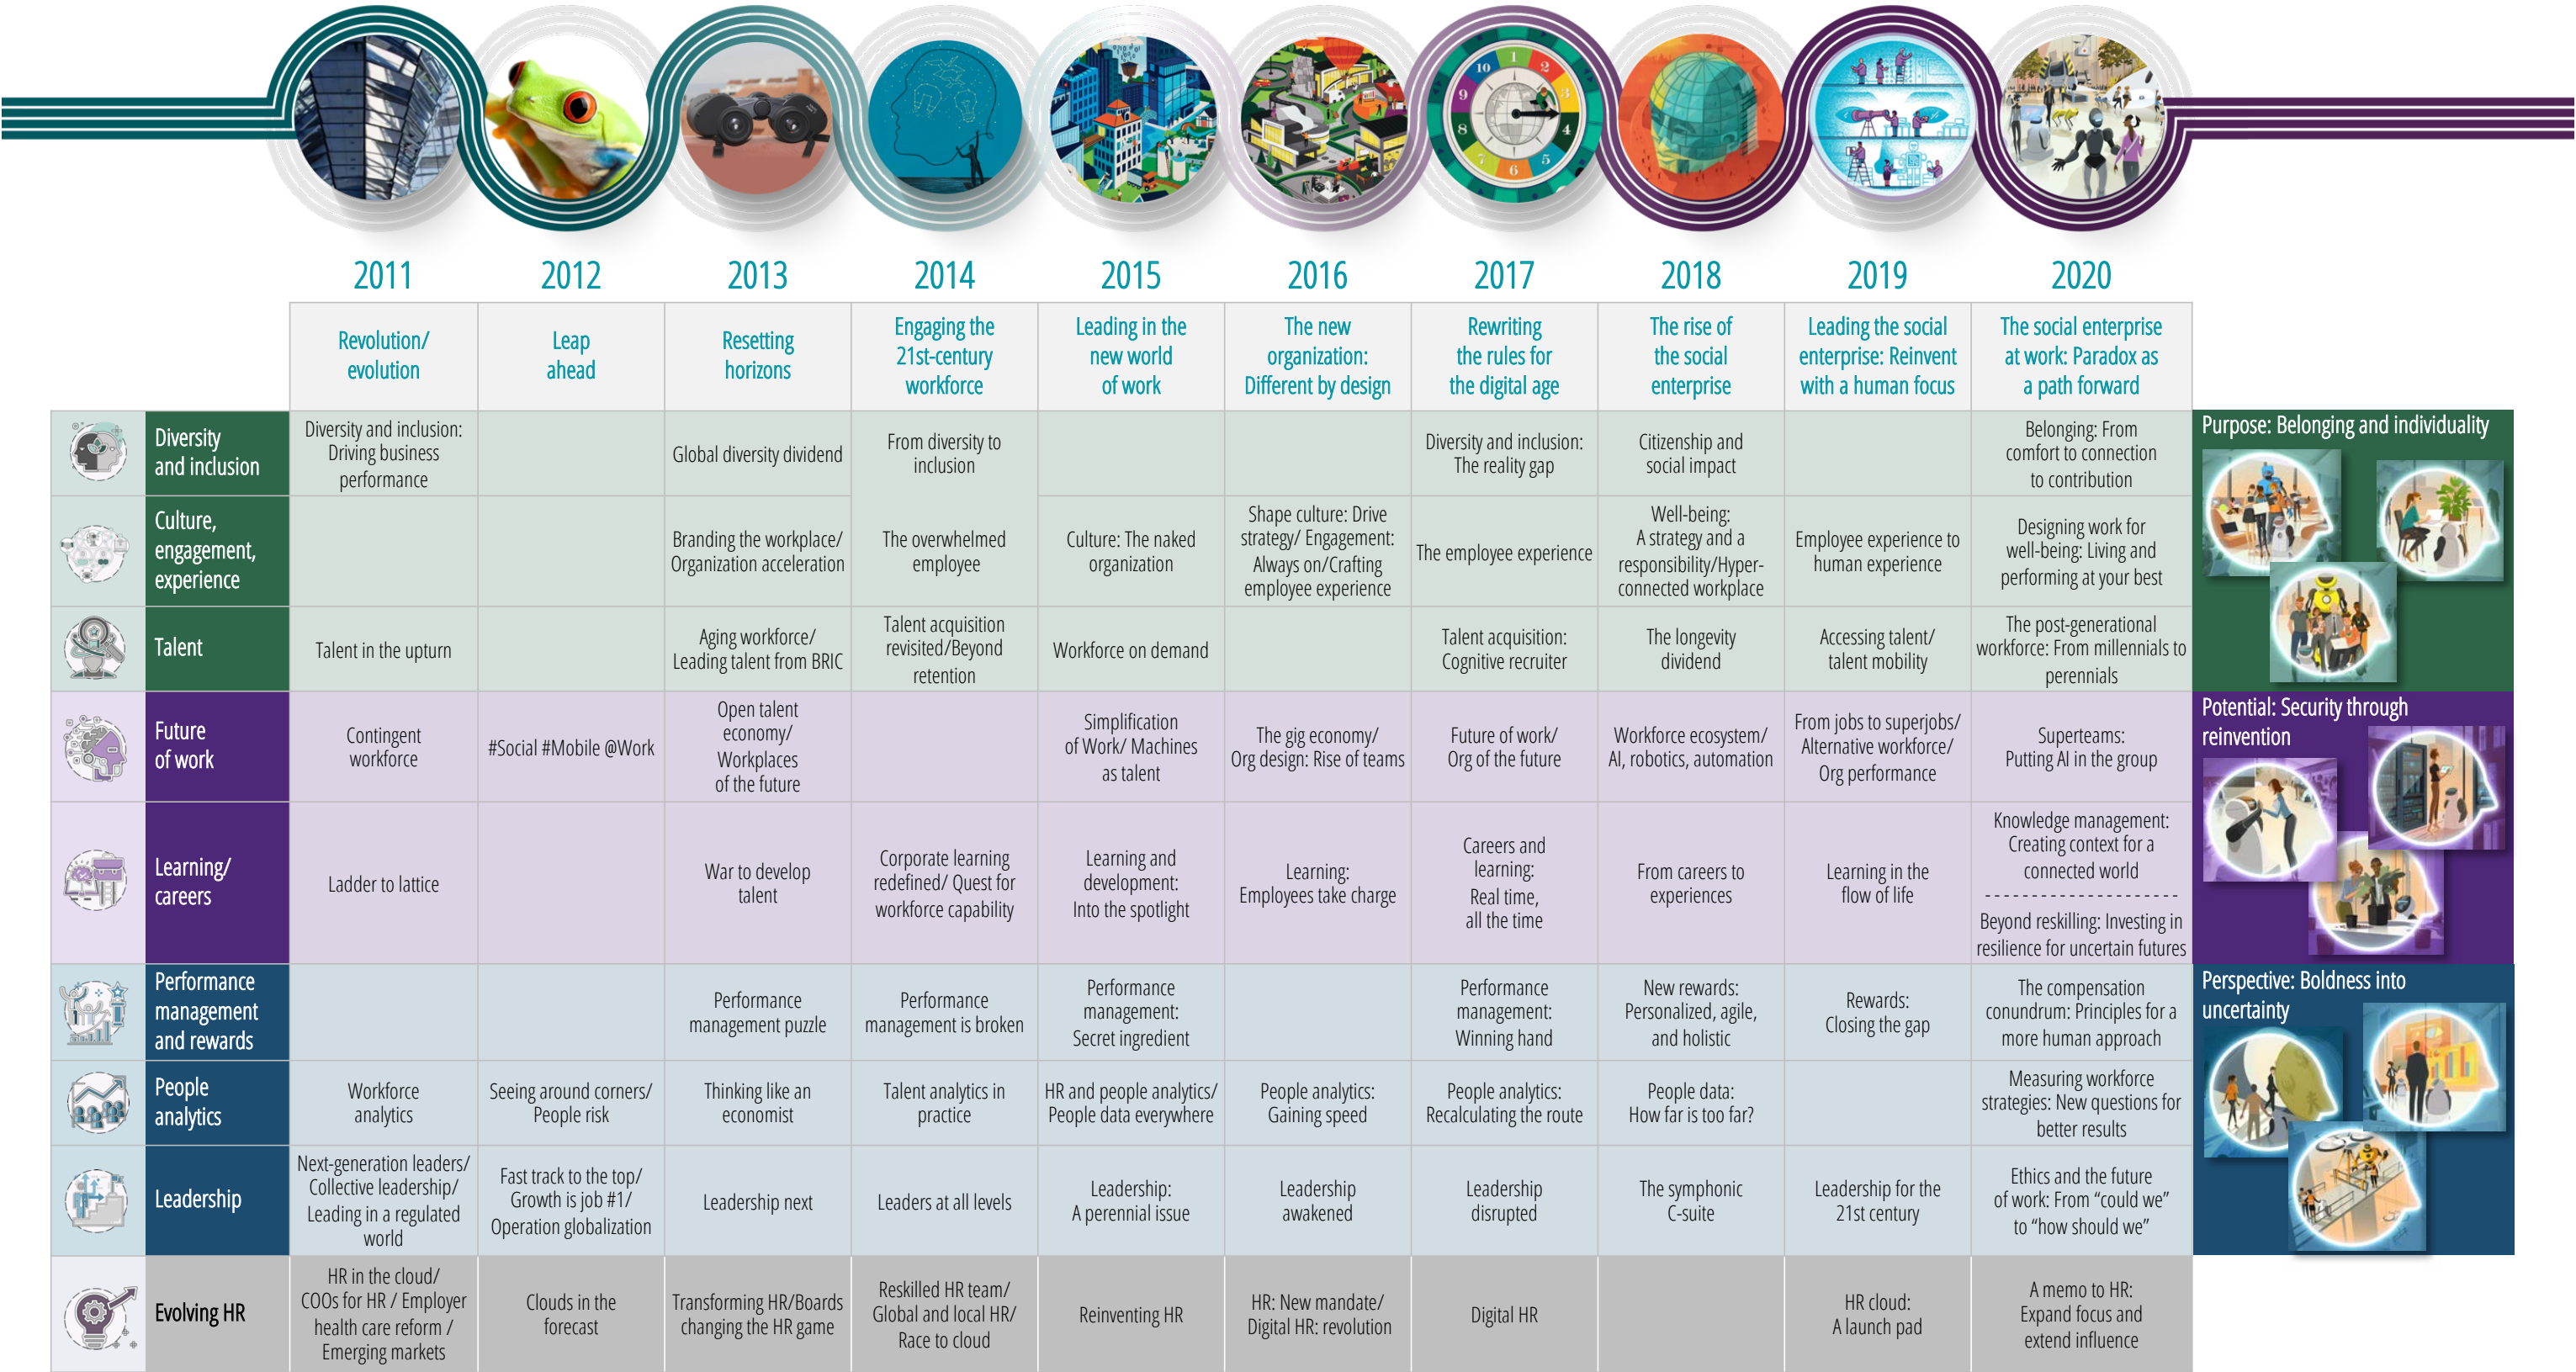 2011
2012
2013
2014
2015
2016
2017
2018
2019
2020
Revolution/
evolution
Leap
ahead
Resetting
horizons
Engaging the
21st-century
workforce
Leading in the
new world
of work
The new
organization:
Different by design
Rewriting
the rules for
the digital age
The rise of
the social
enterprise
Leading the social
enterprise: Reinvent
with a human focus
The social enterprise
at work: Paradox as
a path forward
Diversity
and inclusion
Diversity and inclusion:
Driving business
performance
Global diversity dividend
From diversity to
inclusion
Diversity and inclusion:
The reality gap
Citizenship and
social impact
Belonging: From
comfort to connection
to contribution
Purpose: Belonging and individuality
Culture,
engagement,
experience
Branding the workplace/
Organization acceleration
The overwhelmed
employee
Culture: The naked
organization
Shape culture: Drive
strategy/ Engagement:
Always on/Crafting
employee experience
The employee experience
Well-being:
A strategy and a
responsibility/Hyper-
connected workplace
Employee experience to
human experience
Designing work for
well-being: Living and
performing at your best
Talent
Talent in the upturn
Aging workforce/
Leading talent from BRIC
Talent acquisition
revisited/Beyond
retention
Workforce on demand
Talent acquisition:
Cognitive recruiter
The longevity
dividend
Accessing talent/
talent mobility
The post-generational
workforce: From millennials to
perennials
Future
of work
Contingent
workforce
#Social #Mobile @Work
Open talent
economy/
Workplaces
of the future
Simplification
of Work/ Machines
as talent
The gig economy/
Org design: Rise of teams
Future of work/
Org of the future
Workforce ecosystem/
AI, robotics, automation
From jobs to superjobs/
Alternative workforce/
Org performance
Superteams:
Putting AI in the group
Potential: Security through
reinvention
Learning/
careers
Ladder to lattice
War to develop
talent
Corporate learning
redefined/ Quest for
workforce capability
Learning and
development:
Into the spotlight
Learning:
Employees take charge
Careers and
learning:
Real time,
all the time
From careers to
experiences
Learning in the
flow of life
Knowledge management:
Creating context for a
connected world
Beyond reskilling: Investing in
resilience for uncertain futures
Performance
management
and rewards
Performance
management puzzle
Performance
management is broken
Performance
management:
Secret ingredient
Performance
management:
Winning hand
New rewards:
Personalized, agile,
and holistic
Rewards:
Closing the gap
The compensation
conundrum: Principles for a
more human approach
Perspective: Boldness into
uncertainty
People
analytics
Workforce
analytics
Seeing around corners/
People risk
Thinking like an
economist
Talent analytics in
practice
HR and people analytics/
People data everywhere
People analytics:
Gaining speed
People analytics:
Recalculating the route
People data:
How far is too far?
Measuring workforce
strategies: New questions for
better results
Leadership
Next-generation leaders/
Collective leadership/
Leading in a regulated
world
Fast track to the top/
Growth is job #1/
Operation globalization
Leadership next
Leaders at all levels
Leadership:
A perennial issue
Leadership
awakened
Leadership
disrupted
The symphonic
C-suite
Leadership for the
21st century
Ethics and the future
of work: From “could we”
to “how should we”
Evolving HR
HR in the cloud/
COOs for HR / Employer
health care reform /
Emerging markets
Clouds in the
forecast
Transforming HR/Boards
changing the HR game
Reskilled HR team/
Global and local HR/
Race to cloud
Reinventing HR
HR: New mandate/
Digital HR: revolution
Digital HR
HR cloud:
A launch pad
A memo to HR:
Expand focus and
extend influence
10
1
2
9
3
8
4
7
6
5